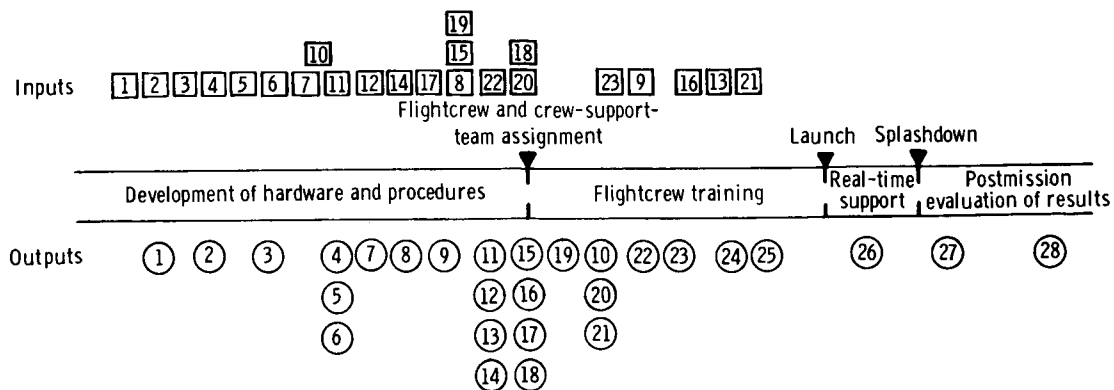 19
10 15 18
Inputs 1 2 3 4 5 6 7 11 12 14 17 8 22 20 23 9 16 13 21
Flightcrew and crew-support-
team assignment Launch Splashdown
Development of hardware and procedures Flightcrew training Real-time Postmission
support evaluation of results
Outputs 1 2 3 4 7 8 9 11 15 19 10 22 23 24 25 26 27 28
5 12 16 20
6 13 17 21
14 18